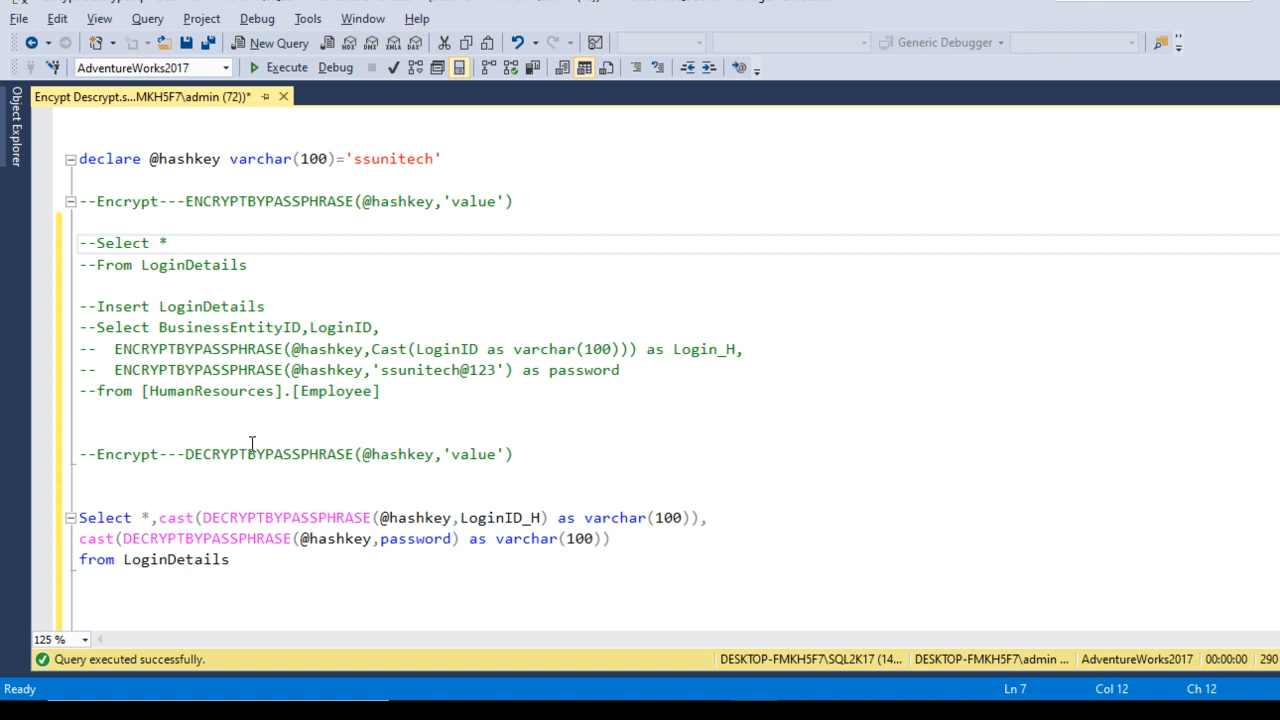 File Edit View Query Project Debug Tools Window Help
New Query Generic Debugger
AdventureWorks2017 Execute Debug
Encypt Descrypt.s...MKH5F7\admin (72))*
Object Explorer
declare @hashkey varchar(100)='ssunitech'
--Encrypt---ENCRYPTBYPASSPHRASE(@hashkey,'value')
--Select *
--From LoginDetails
--Insert LoginDetails
--Select BusinessEntityID,LoginID,
-- ENCRYPTBYPASSPHRASE(@hashkey,Cast(LoginID as varchar(100))) as Login_H,
-- ENCRYPTBYPASSPHRASE(@hashkey,'ssunitech@123') as password
--from [HumanResources].[Employee]
--Encrypt---DECRYPTBYPASSPHRASE(@hashkey,'value')
Select *,cast(DECRYPTBYPASSPHRASE(@hashkey,LoginID_H) as varchar(100)),
cast(DECRYPTBYPASSPHRASE(@hashkey,password) as varchar(100))
from LoginDetails
125 %
Query executed successfully. DESKTOP-FMKH5F7\SQL2K17 (14... DESKTOP-FMKH5F7\admin ... AdventureWorks2017 00:00:00 290
Ready Ln 7 Col 12 Ch 12